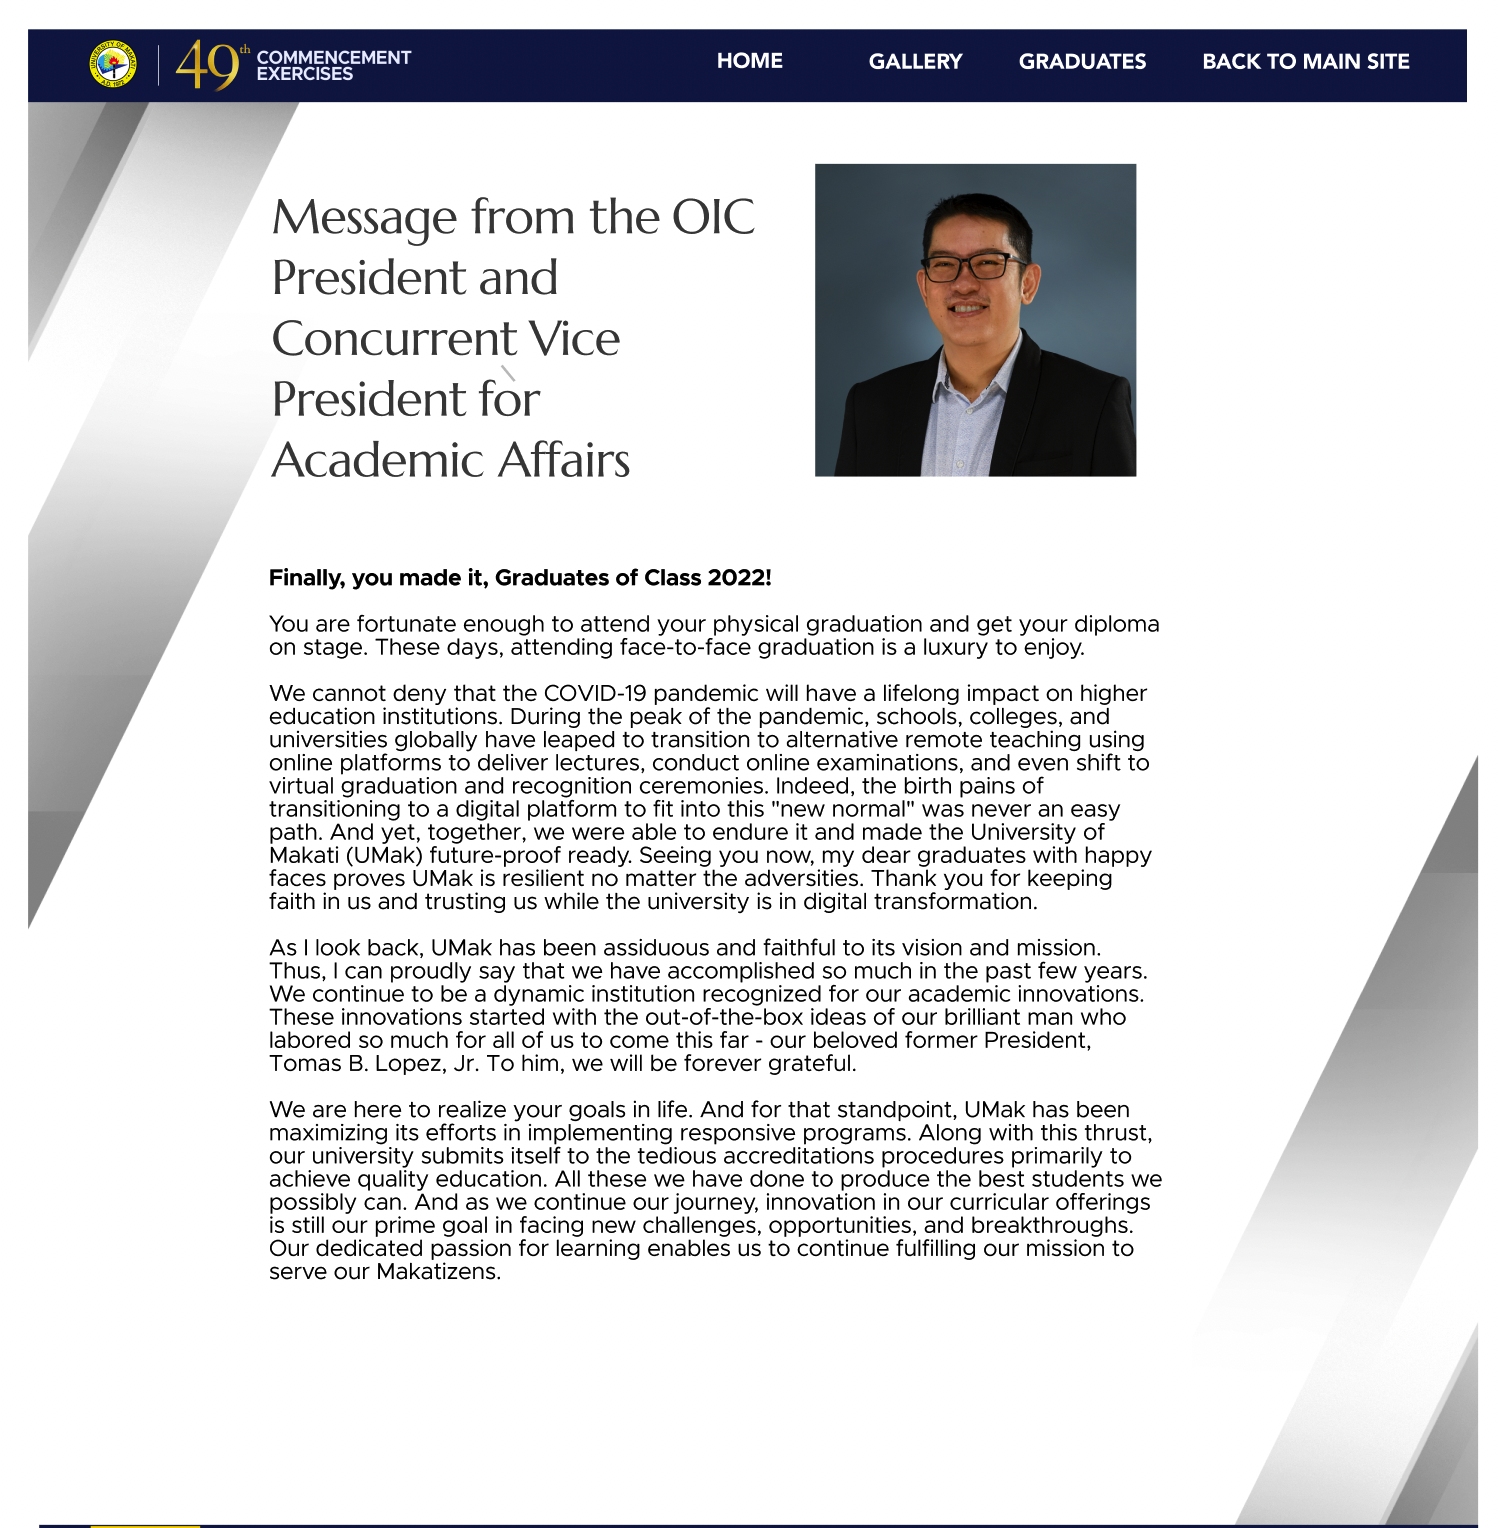 UNIVERSITY OF MAKATI
A.D. 1972
49th COMMENCEMENT
EXERCISES
HOME
GALLERY
GRADUATES
BACK TO MAIN SITE
Message from the OIC
President and
Concurrent Vice
President for
Academic Affairs
Finally, you made it, Graduates of Class 2022!
You are fortunate enough to attend your physical graduation and get your diploma
on stage. These days, attending face-to-face graduation is a luxury to enjoy.
We cannot deny that the COVID-19 pandemic will have a lifelong impact on higher
education institutions. During the peak of the pandemic, schools, colleges, and
universities globally have leaped to transition to alternative remote teaching using
online platforms to deliver lectures, conduct online examinations, and even shift to
virtual graduation and recognition ceremonies. Indeed, the birth pains of
transitioning to a digital platform to fit into this "new normal" was never an easy
path. And yet, together, we were able to endure it and made the University of
Makati (UMak) future-proof ready. Seeing you now, my dear graduates with happy
faces proves UMak is resilient no matter the adversities. Thank you for keeping
faith in us and trusting us while the university is in digital transformation.
As I look back, UMak has been assiduous and faithful to its vision and mission.
Thus, I can proudly say that we have accomplished so much in the past few years.
We continue to be a dynamic institution recognized for our academic innovations.
These innovations started with the out-of-the-box ideas of our brilliant man who
labored so much for all of us to come this far - our beloved former President,
Tomas B. Lopez, Jr. To him, we will be forever grateful.
We are here to realize your goals in life. And for that standpoint, UMak has been
maximizing its efforts in implementing responsive programs. Along with this thrust,
our university submits itself to the tedious accreditations procedures primarily to
achieve quality education. All these we have done to produce the best students we
possibly can. And as we continue our journey, innovation in our curricular offerings
is still our prime goal in facing new challenges, opportunities, and breakthroughs.
Our dedicated passion for learning enables us to continue fulfilling our mission to
serve our Makatizens.